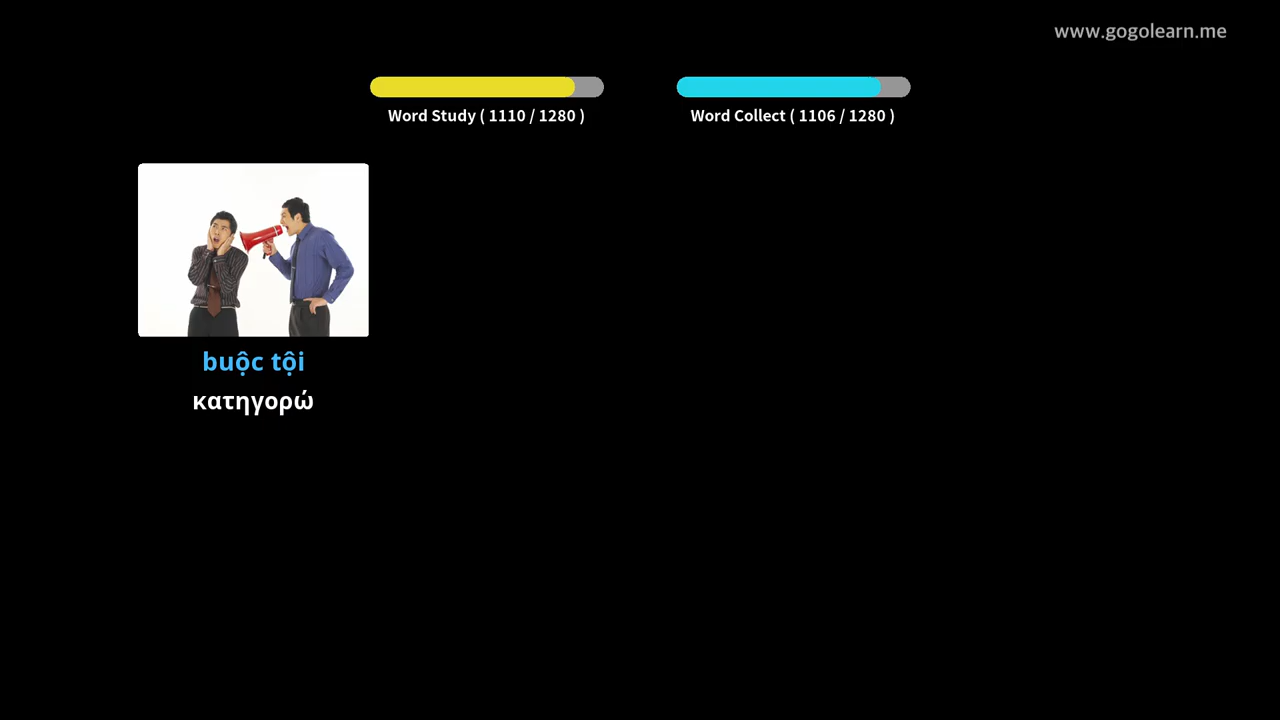 www.gogolearn.me
Word Study ( 1110 / 1280 )
Word Collect ( 1106 / 1280 )
buộc tội
κατηγορώ